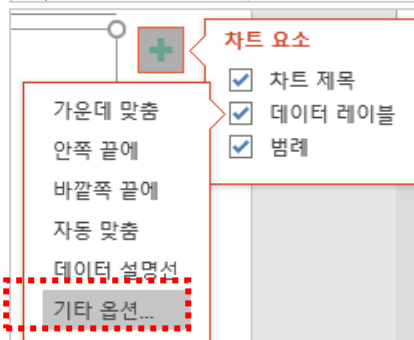 차트 요소
차트 제목
데이터 레이블
범례
가운데 맞춤
안쪽 끝에
바깥쪽 끝에
자동 맞춤
데이터 설명선
기타 옵션...